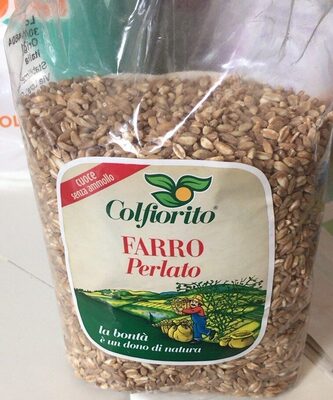 cuoce
senza ammollo
Colfiorito®
FARRO
Perlato
la bontà
è un dono di natura